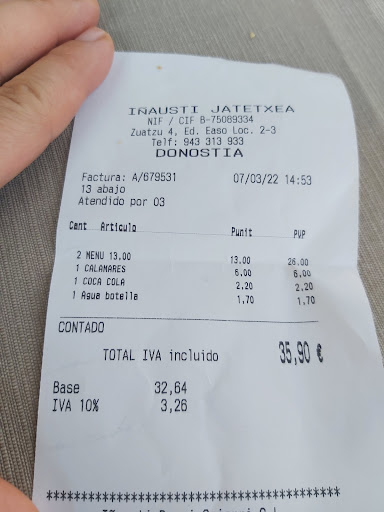 IÑAUSTI JATETXEA
NIF / CIF B-75089334
Zuatzu 4, Ed. Easo Loc. 2-3
Telf: 943 313 933
DONOSTIA
Factura: A/679531 07/03/22 14:53
13 abajo
Atendido por 03
Cant Articulo Punit PVP
2 MENU 13.00 13.00 26.00
1 CALAMARES 6.00 6.00
1 COCA COLA 2.20 2.20
1 Agua botella 1.70 1,70
CONTADO
TOTAL IVA incluido 35,90 €
Base 32,64
IVA 10% 3,26
****************************************